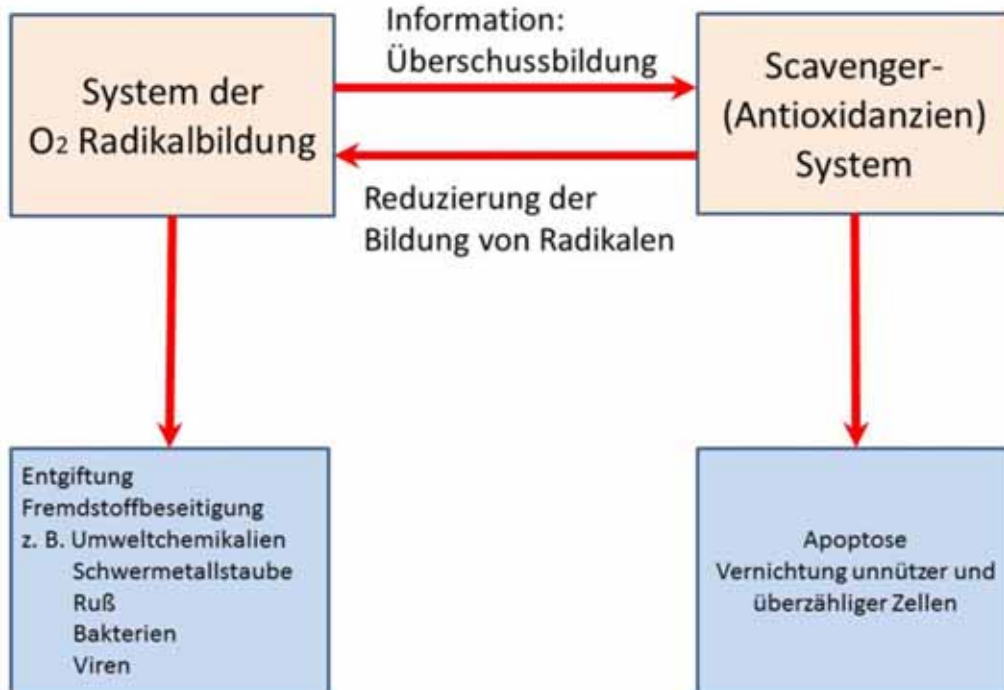 System der
O₂ Radikalbildung
Information:
Überschussbildung
Scavenger-
(Antioxidanzien)
System
Reduzierung der
Bildung von Radikalen
Entgiftung
Fremdstoffbeseitigung
z. B. Umweltchemikalien
Schwermetallstaube
Ruß
Bakterien
Viren
Apoptose
Vernichtung unnützer und
überzähliger Zellen